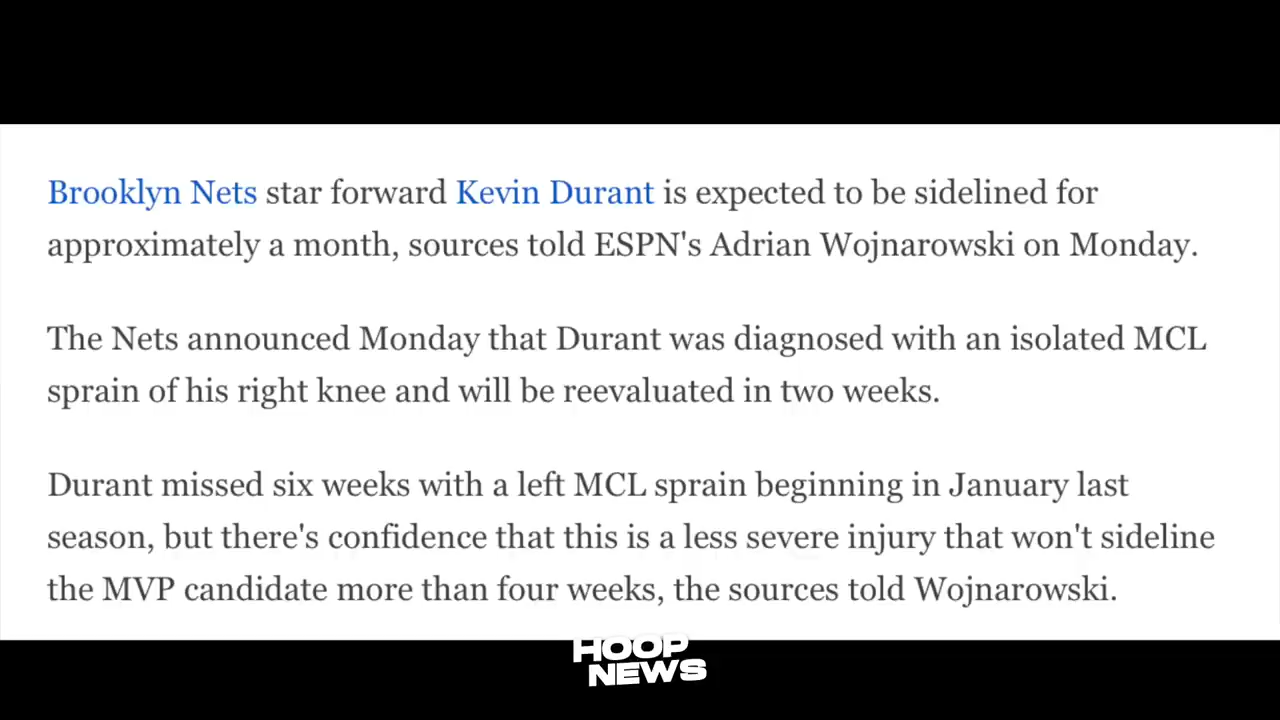 Brooklyn Nets star forward Kevin Durant is expected to be sidelined for
approximately a month, sources told ESPN's Adrian Wojnarowski on Monday.
The Nets announced Monday that Durant was diagnosed with an isolated MCL
sprain of his right knee and will be reevaluated in two weeks.
Durant missed six weeks with a left MCL sprain beginning in January last
season, but there's confidence that this is a less severe injury that won't sideline
the MVP candidate more than four weeks, the sources told Wojnarowski.
HOOP
NEWS